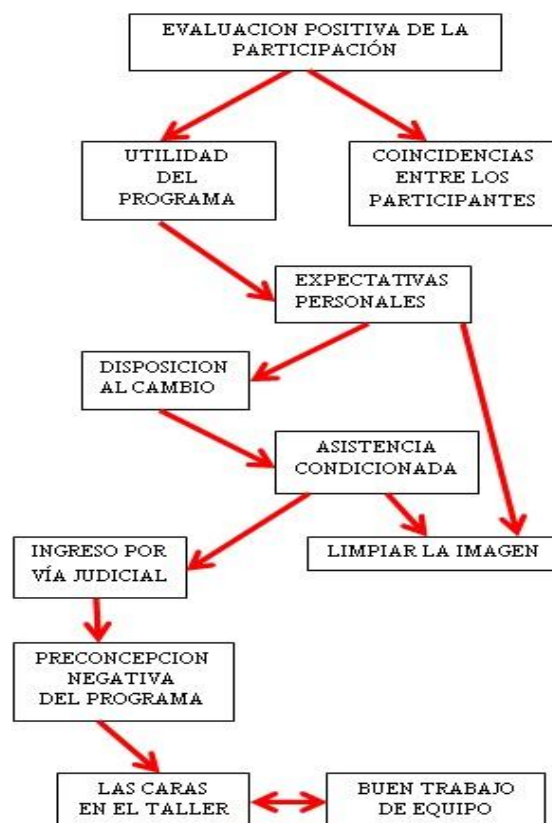 EVALUACION POSITIVA DE LA
PARTICIPACIÓN
UTILIDAD
DEL
PROGRAMA
COINCIDENCIAS
ENTRE LOS
PARTICIPANTES
EXPECTATIVAS
PERSONALES
DISPOSICION
AL CAMBIO
ASISTENCIA
CONDICIONADA
INGRESO POR
VÍA JUDICIAL
LIMPIAR LA IMAGEN
PRECONCEPCION
NEGATIVA
DEL PROGRAMA
LAS CARAS
EN EL TALLER
BUEN TRABAJO
DE EQUIPO